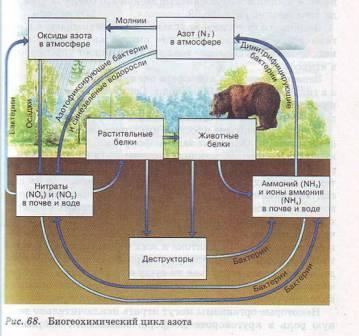 Молнии
Оксиды азота
в атмосфере
Азот (N₂)
в атмосфере
Азотофиксирующие бактерии
и синезеленые водоросли
Димитрифицирующие
бактерии
Бактерии
Осадки
Растительные
белки
Животные
белки
Нитраты
(NO₃) и (NO₂)
в почве и воде
Аммоний (NH₃)
и ионы аммония
(NH₄)
в почве и воде
Деструкторы
Бактерии
Бактерии
Бактерии
Рис. 68. Биогеохимический цикл азота